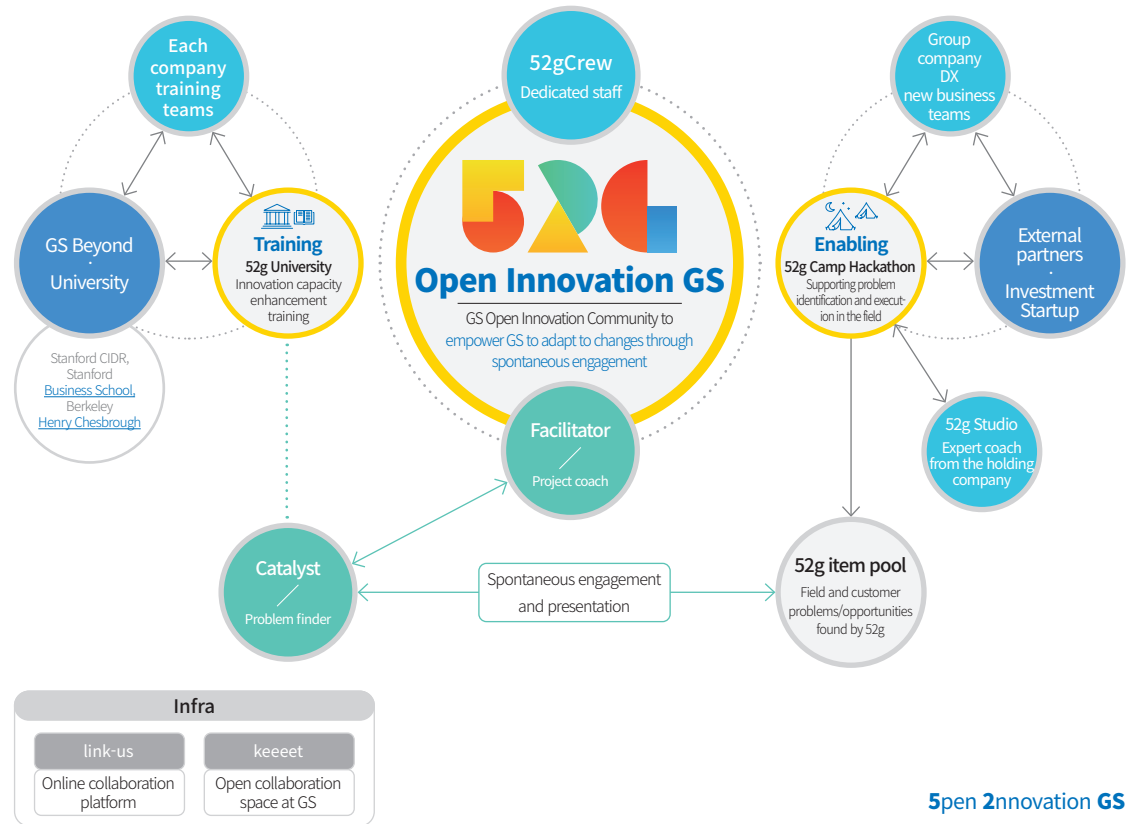 Each
company
training
teams
GS Beyond
·
University
Training
52g University
Innovation capacity
enhancement
training
Stanford CIDR,
Stanford
Business School,
Berkeley
Henry Chesbrough
52gCrew
Dedicated staff
52G
Open Innovation GS
GS Open Innovation Community to
empower GS to adapt to changes through
spontaneous engagement
Facilitator
Project coach
Group
company
DX
new business
teams
Enabling
52g Camp Hackathon
Supporting problem
identification and execut-
ion in the field
External
partners
·
Investment
Startup
52g Studio
Expert coach
from the holding
company
Catalyst
Problem finder
Spontaneous engagement
and presentation
52g item pool
Field and customer
problems/opportunities
found by 52g
Infra
link-us
Online collaboration
platform
keeeet
Open collaboration
space at GS
5pen 2nnovation GS